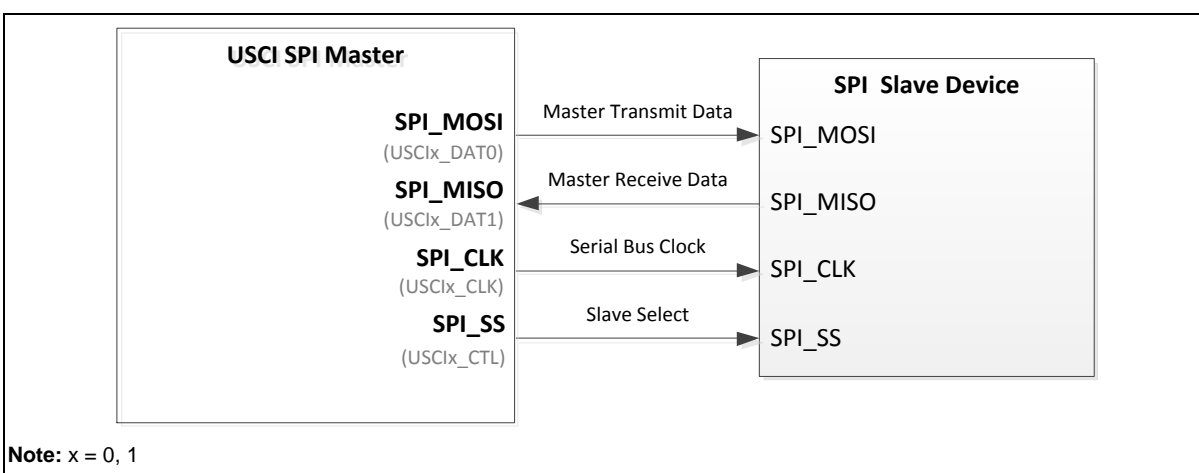 USCI SPI Master
SPI_MOSI
(USCIx_DAT0)
SPI_MISO
(USCIx_DAT1)
SPI_CLK
(USCIx_CLK)
SPI_SS
(USCIx_CTL)
Master Transmit Data
Master Receive Data
Serial Bus Clock
Slave Select
SPI Slave Device
SPI_MOSI
SPI_MISO
SPI_CLK
SPI_SS
Note: x = 0, 1